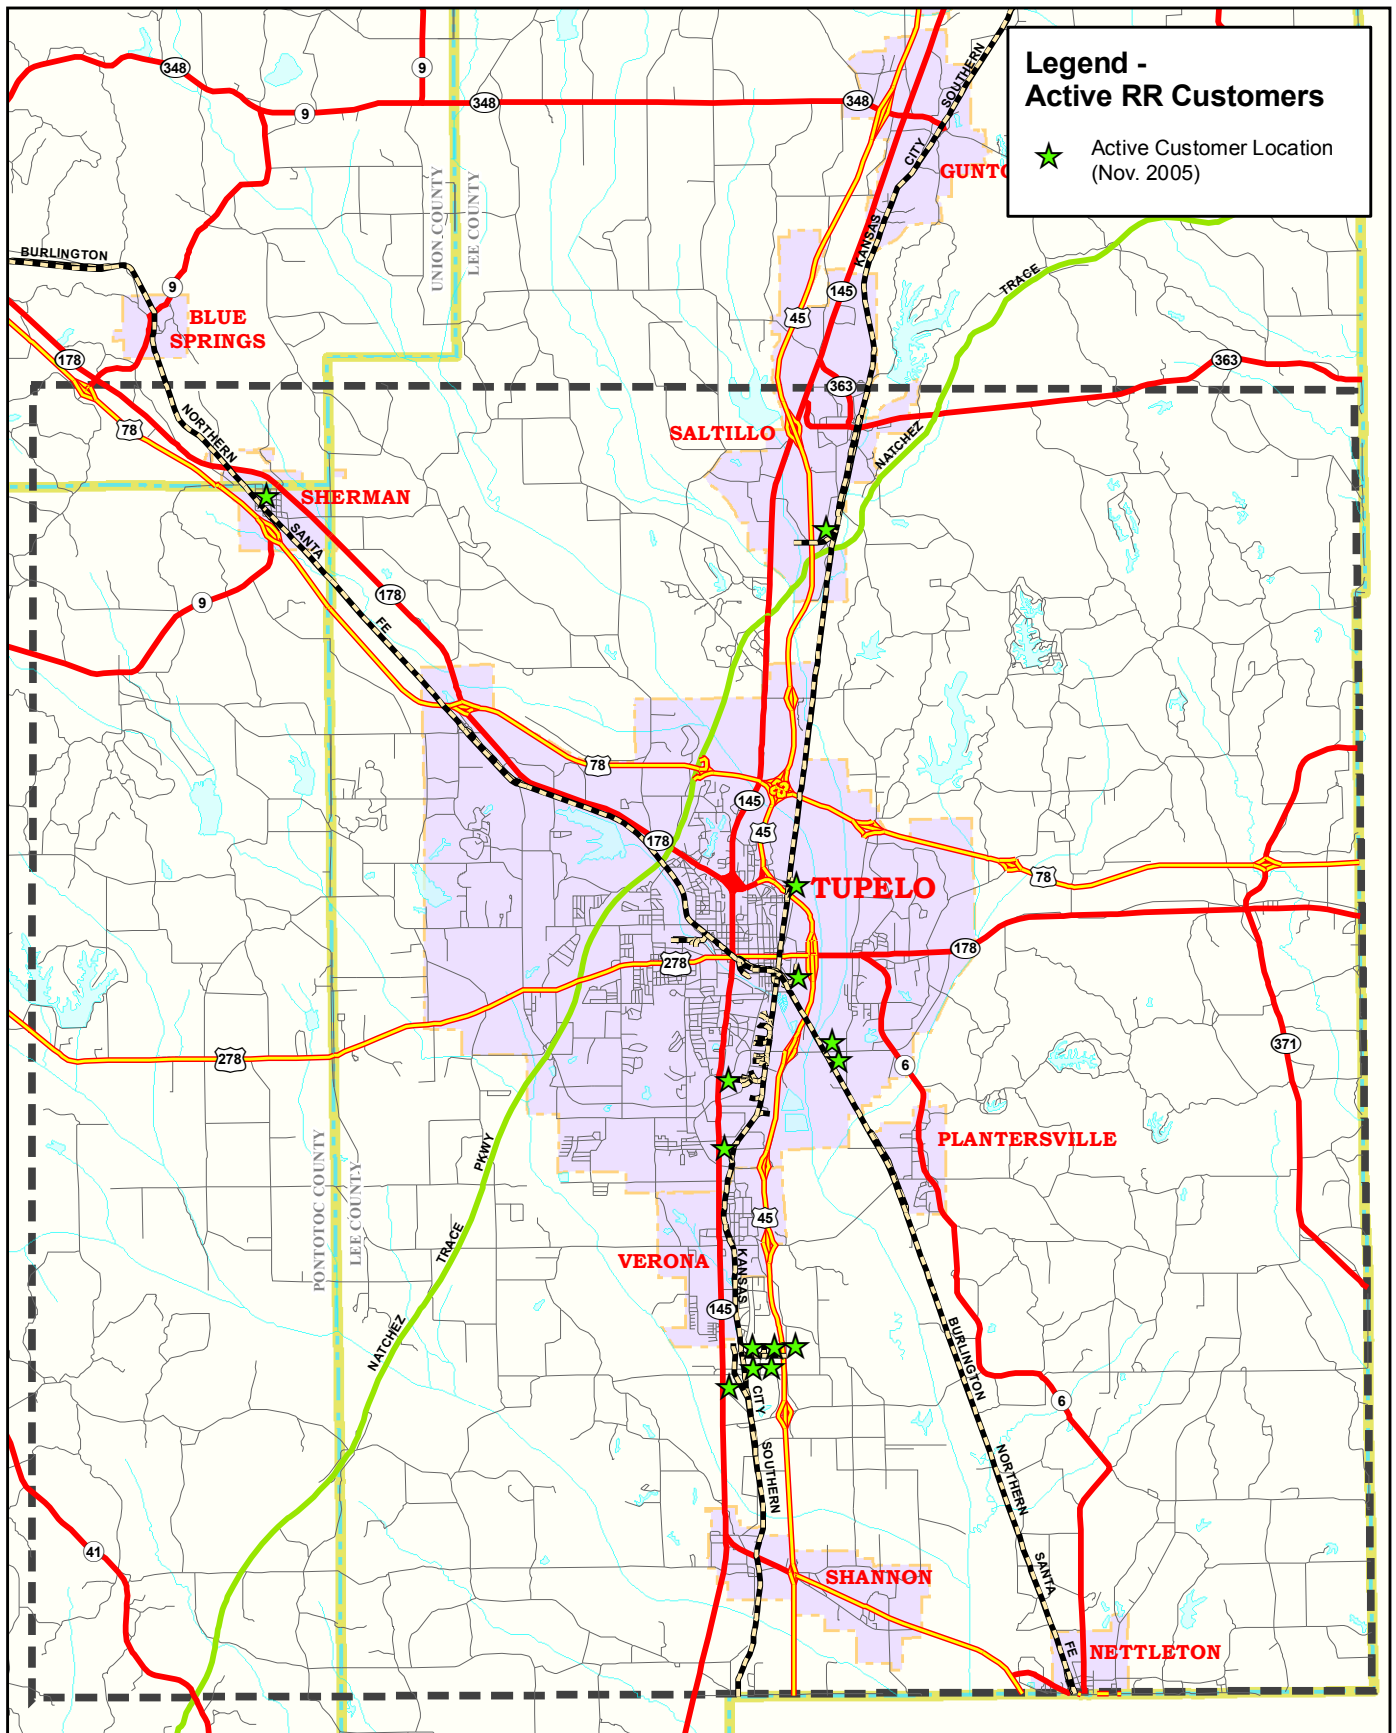 Legend -
Active RR Customers
Active Customer Location
(Nov. 2005)
348
9
9
348
348
SOUTHERN
CITY
GUNTO
KANSAS
UNION COUNTY
LEE COUNTY
BURLINGTON
9
BLUE
SPRINGS
145
45
TRACE
178
363
363
78
NORTHERN
SALTILLO
NATCHEZ
SHERMAN
SANTA
178
9
FE
78
145
45
178
78
TUPELO
178
278
278
371
6
PLANTERSVILLE
PONTOTOC COUNTY
LEE COUNTY
PKWY
TRACE
45
VERONA
KANSAS
145
NATCHEZ
BURLINGTON
CITY
6
SOUTHERN
NORTHERN
41
SANTA
SHANNON
FE
NETTLETON